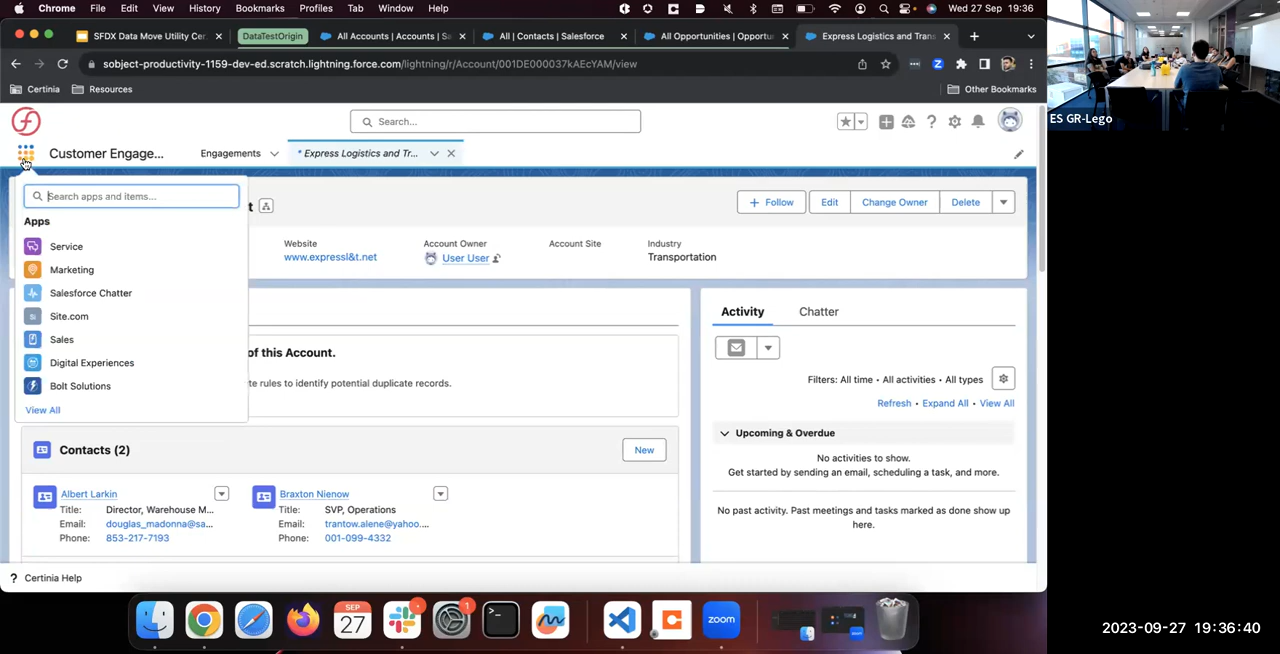 Chrome File Edit View History Bookmarks Profiles Tab Window Help Wed 27 Sep 19:36
SFDX Data Move Utility Cer DataTestOrigin All Accounts | Accounts | Sa All | Contacts | Salesforce All Opportunities | Opportu Express Logistics and Trans
sobject-productivity-1159-dev-ed.scratch.lightning.force.com/lightning/r/Account/001DE000037kAEcYAM/view
Certinia Resources Other Bookmarks
ES GR-Lego
Search...
Customer Engage... Engagements * Express Logistics and Tr...
Search apps and items...
Apps
Service
Marketing
Salesforce Chatter
Site.com
Sales
Digital Experiences
Bolt Solutions
View All
t
Follow Edit Change Owner Delete
Website
www.expressl&t.net
Account Owner
User User
Account Site
Industry
Transportation
of this Account.
te rules to identify potential duplicate records.
Contacts (2) New
Albert Larkin
Title: Director, Warehouse M...
Email: douglas_madonna@sa...
Phone: 853-217-7193
Braxton Nienow
Title: SVP, Operations
Email: trantow.alene@yahoo....
Phone: 001-099-4332
Activity Chatter
Filters: All time • All activities • All types
Refresh • Expand All • View All
Upcoming & Overdue
No activities to show.
Get started by sending an email, scheduling a task, and more.
No past activity. Past meetings and tasks marked as done show up
here.
? Certinia Help
SEP
27
1
zoom
2023-09-27 19:36:40